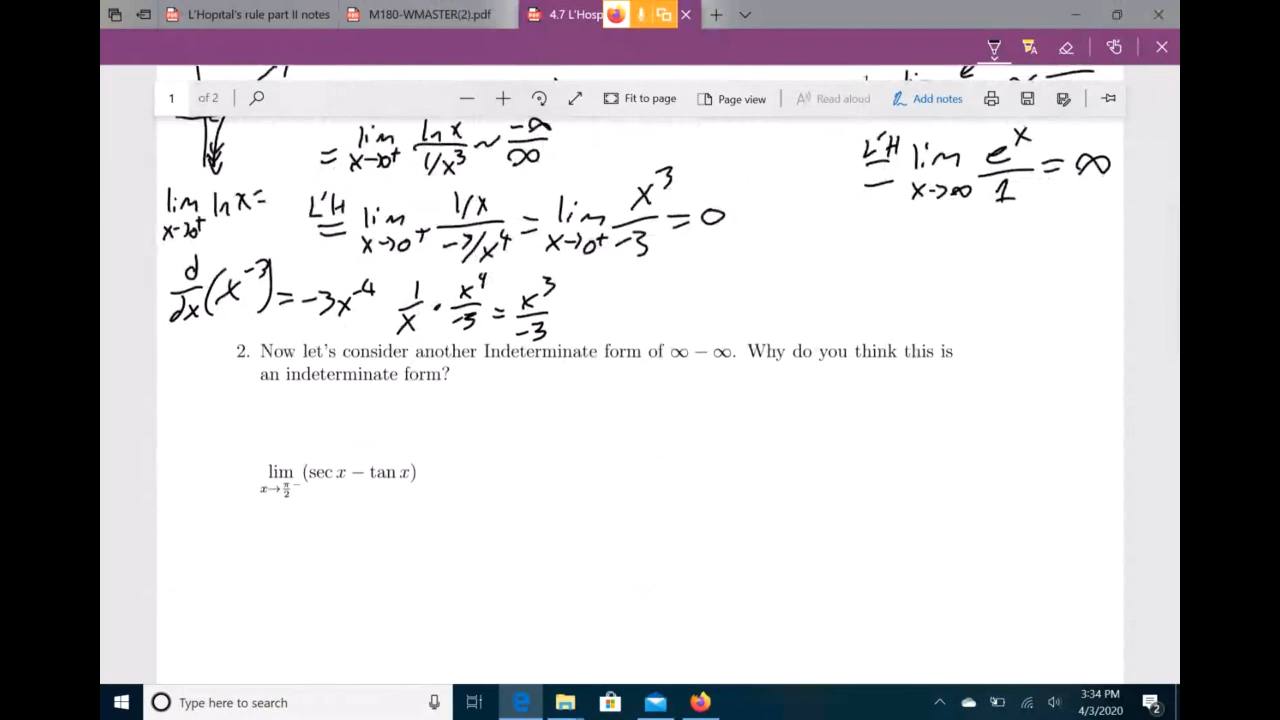 L'Hopital's rule part II notes
M180-WMASTER(2).pdf
4.7 L'Hosp
1 of 2
Fit to page
Page view
Read aloud
Add notes
= lim x→0⁺ ln x / 1/x³ ~ -∞/∞
L'H = lim x→∞ eˣ/1 = ∞
lim x→0⁺ ln x =
L'H = lim x→0⁺ 1/x / -3/x⁴ = lim x→0⁺ x³/-3 = 0
d/dx (x⁻³) = -3x⁻⁴
1/x · x⁴/-3 = x³/-3
2. Now let's consider another Indeterminate form of ∞ − ∞. Why do you think this is
an indeterminate form?
lim x→π/2⁻ (sec x − tan x)
Type here to search
3:34 PM
4/3/2020
2